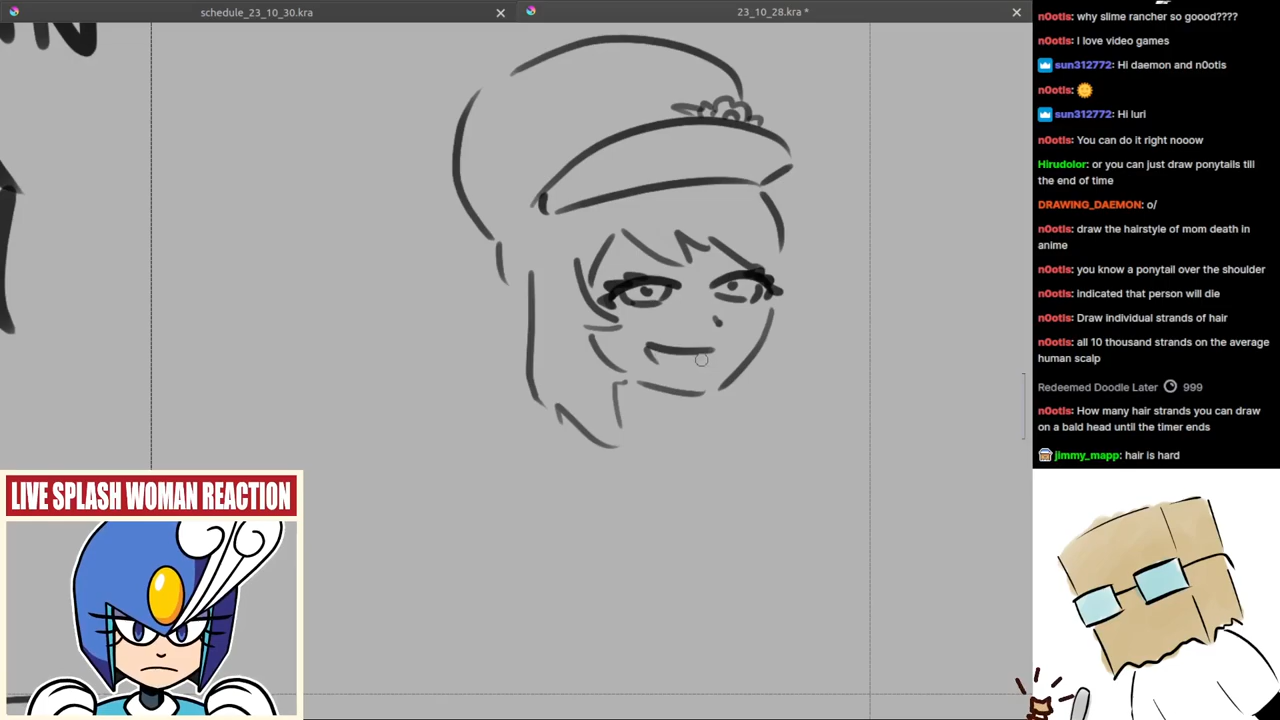 schedule_23_10_30.kra
23_10_28.kra *
n0otis: why slime rancher so goood????
n0otis: I love video games
sun312772: Hi daemon and n0otis
n0otis:
sun312772: Hi luri
n0otis: You can do it right nooow
Hirudolor: or you can just draw ponytails till
the end of time
DRAWING_DAEMON: o/
n0otis: draw the hairstyle of mom death in
anime
n0otis: you know a ponytail over the shoulder
n0otis: indicated that person will die
n0otis: Draw individual strands of hair
n0otis: all 10 thousand strands on the average
human scalp
Redeemed Doodle Later 999
n0otis: How many hair strands you can draw
on a bald head until the timer ends
jimmy_mapp: hair is hard
LIVE SPLASH WOMAN REACTION